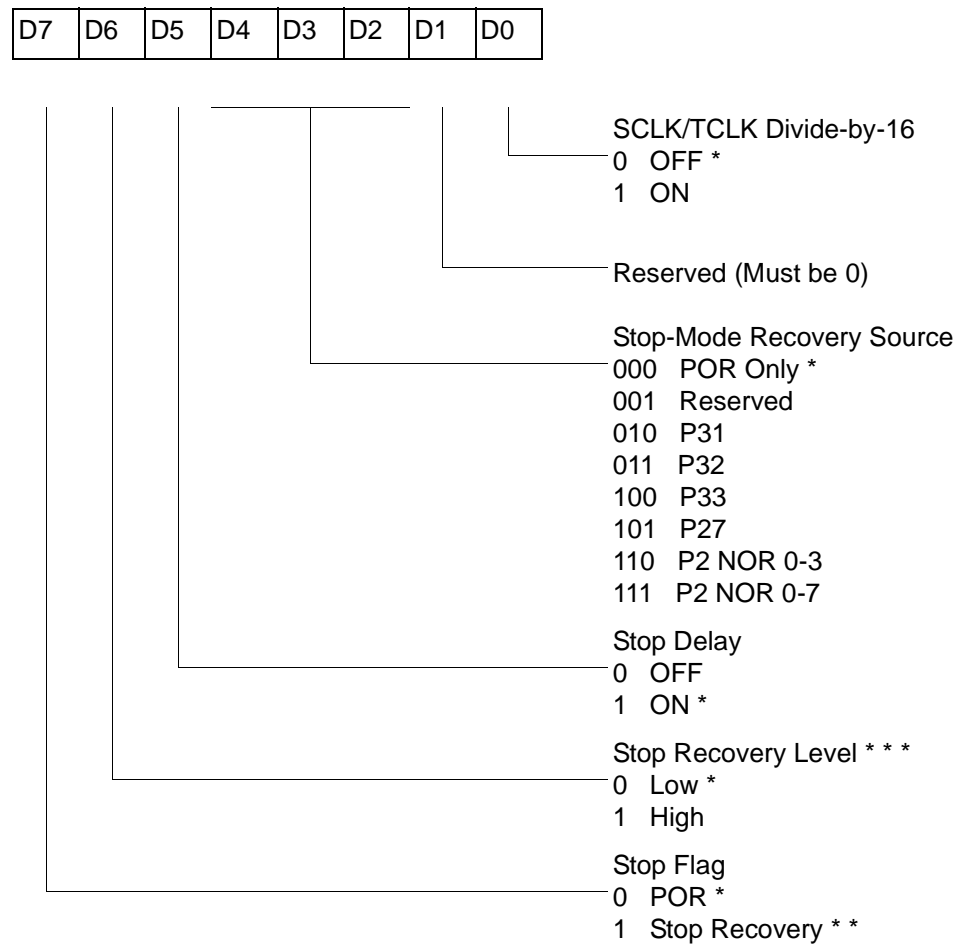 D7 D6 D5 D4 D3 D2 D1 D0
SCLK/TCLK Divide-by-16
0 OFF *
1 ON
Reserved (Must be 0)
Stop-Mode Recovery Source
000 POR Only *
001 Reserved
010 P31
011 P32
100 P33
101 P27
110 P2 NOR 0-3
111 P2 NOR 0-7
Stop Delay
0 OFF
1 ON *
Stop Recovery Level * * *
0 Low *
1 High
Stop Flag
0 POR *
1 Stop Recovery * *